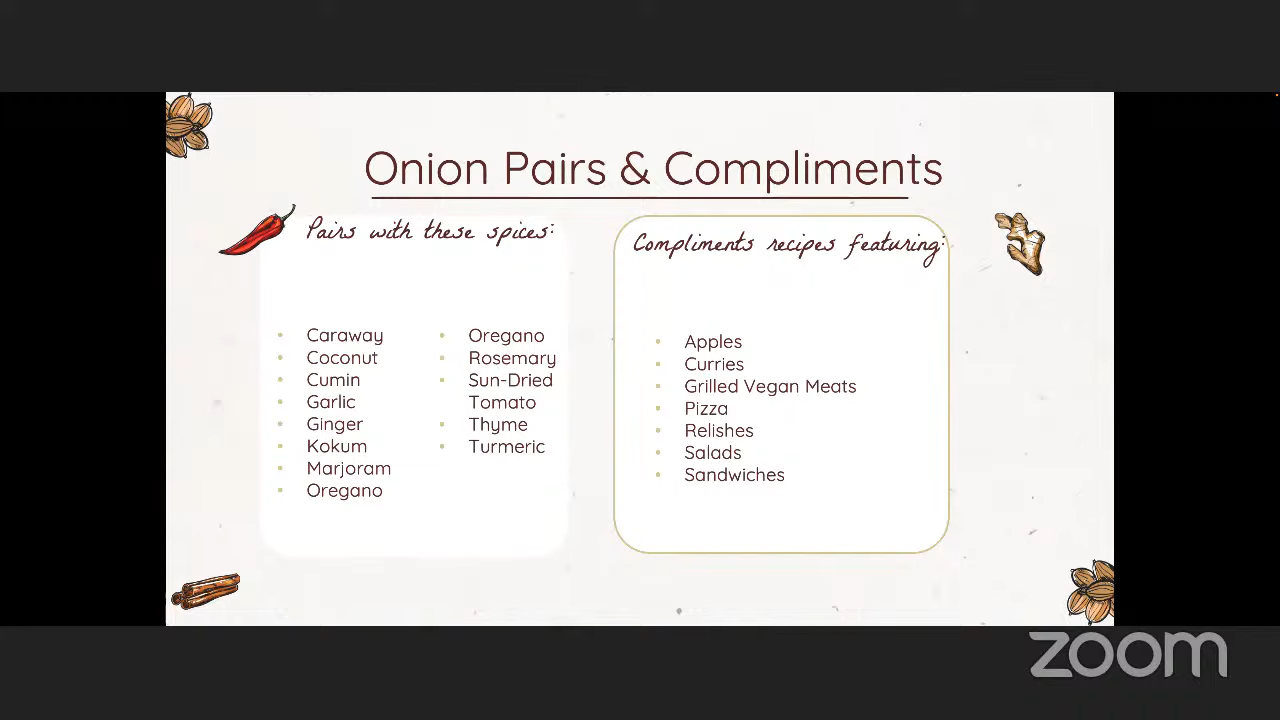 Onion Pairs & Compliments
Pairs with these spices:
Caraway
Coconut
Cumin
Garlic
Ginger
Kokum
Marjoram
Oregano
Oregano
Rosemary
Sun-Dried
Tomato
Thyme
Turmeric
Compliments recipes featuring:
Apples
Curries
Grilled Vegan Meats
Pizza
Relishes
Salads
Sandwiches
zoom